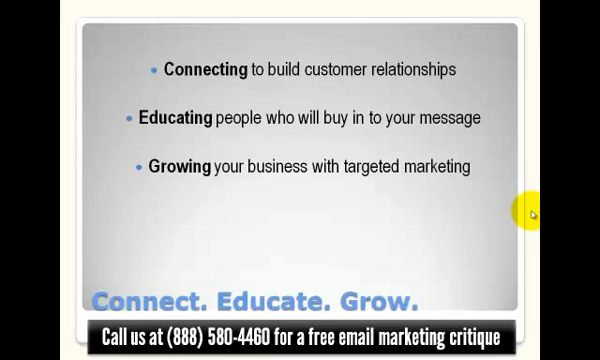 • Connecting to build customer relationships
• Educating people who will buy in to your message
• Growing your business with targeted marketing
Connect. Educate. Grow.
Call us at (888) 580-4460 for a free email marketing critique